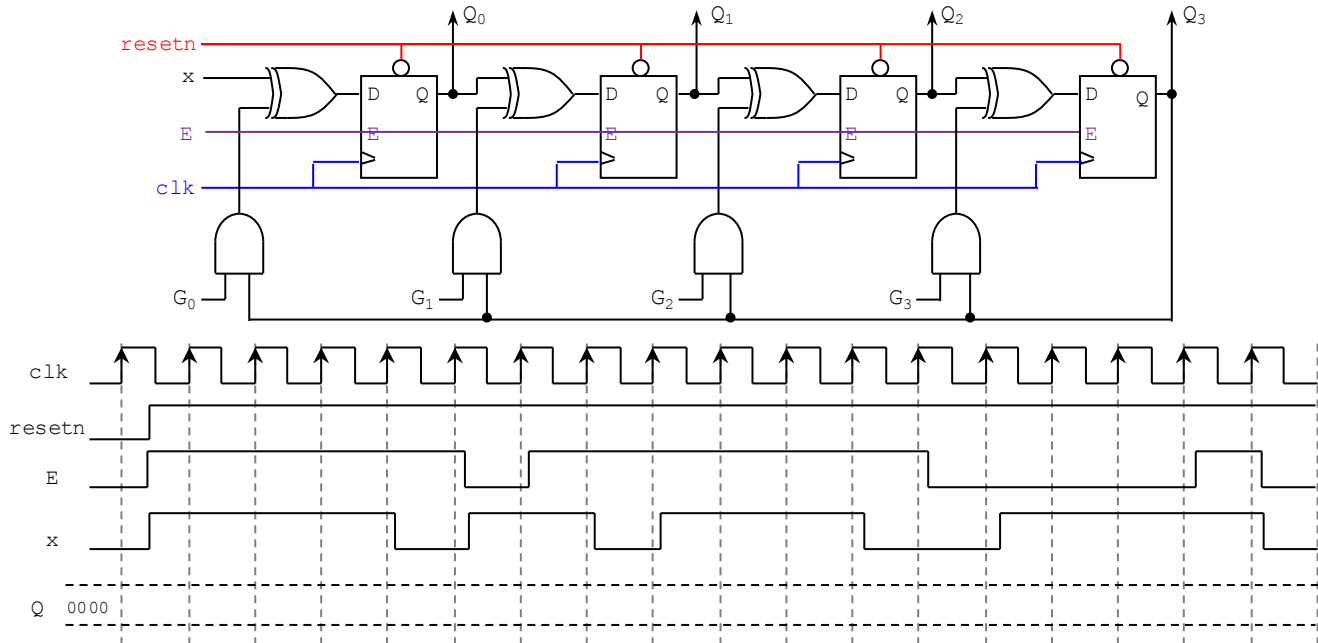 Q0 Q1 Q2 Q3
resetn
x
D Q D Q D Q D Q
E E E E E
clk
G0 G1 G2 G3
clk
resetn
E
x
Q 0000